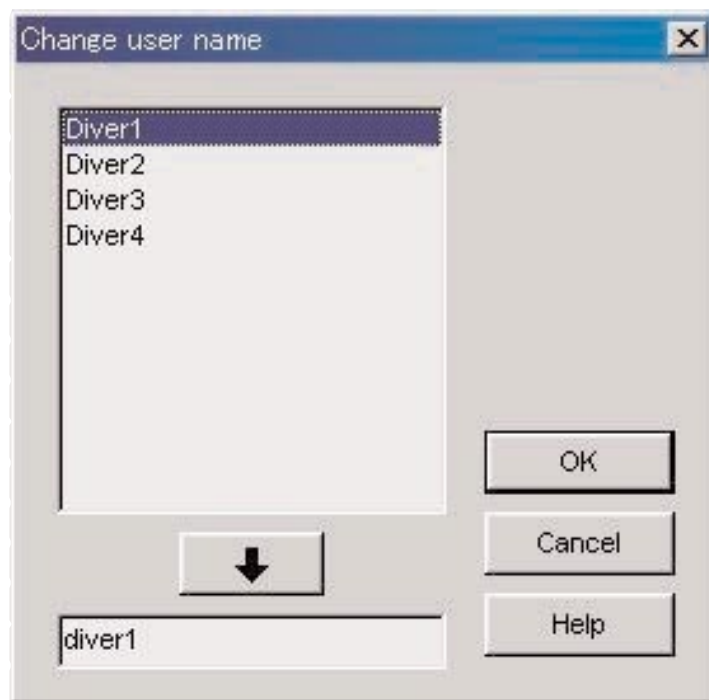 Change user name
Diver1
Diver2
Diver3
Diver4
diver1
OK
Cancel
Help